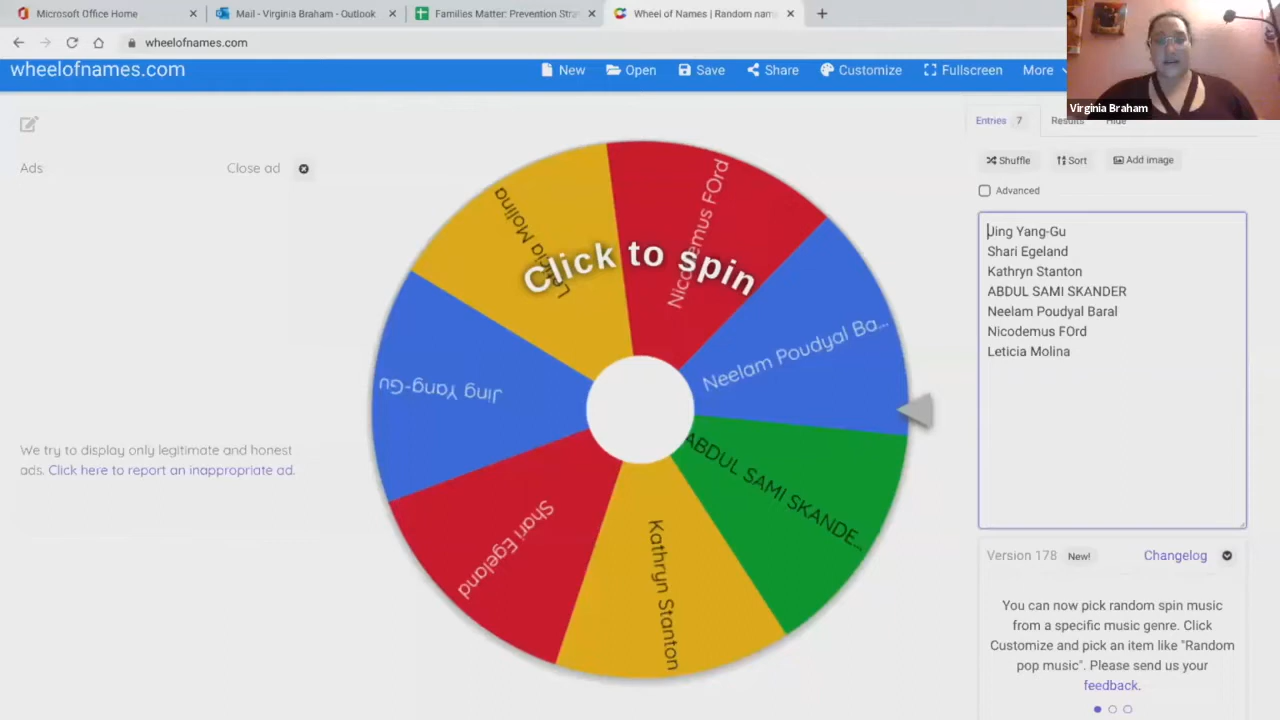 Microsoft Office Home
Mail - Virginia Braham - Outlook
Families Matter: Prevention Stra
Wheel of Names | Random nam
wheelofnames.com
wheelofnames.com
New
Open
Save
Share
Customize
Fullscreen
More
Virginia Braham
Entries 7
Results
Hide
Ads
Close ad
Shuffle
Sort
Add image
Advanced
Jing Yang-Gu
Shari Egeland
Kathryn Stanton
ABDUL SAMI SKANDER
Neelam Poudyal Baral
Nicodemus FOrd
Leticia Molina
Click to spin
Leticia Molina
Nicodemus FOrd
Neelam Poudyal Ba...
ABDUL SAMI SKANDE...
Kathryn Stanton
Shari Egeland
Jing Yang-Gu
We try to display only legitimate and honest
ads. Click here to report an inappropriate ad.
Version 178
New!
Changelog
You can now pick random spin music
from a specific music genre. Click
Customize and pick an item like "Random
pop music". Please send us your
feedback.